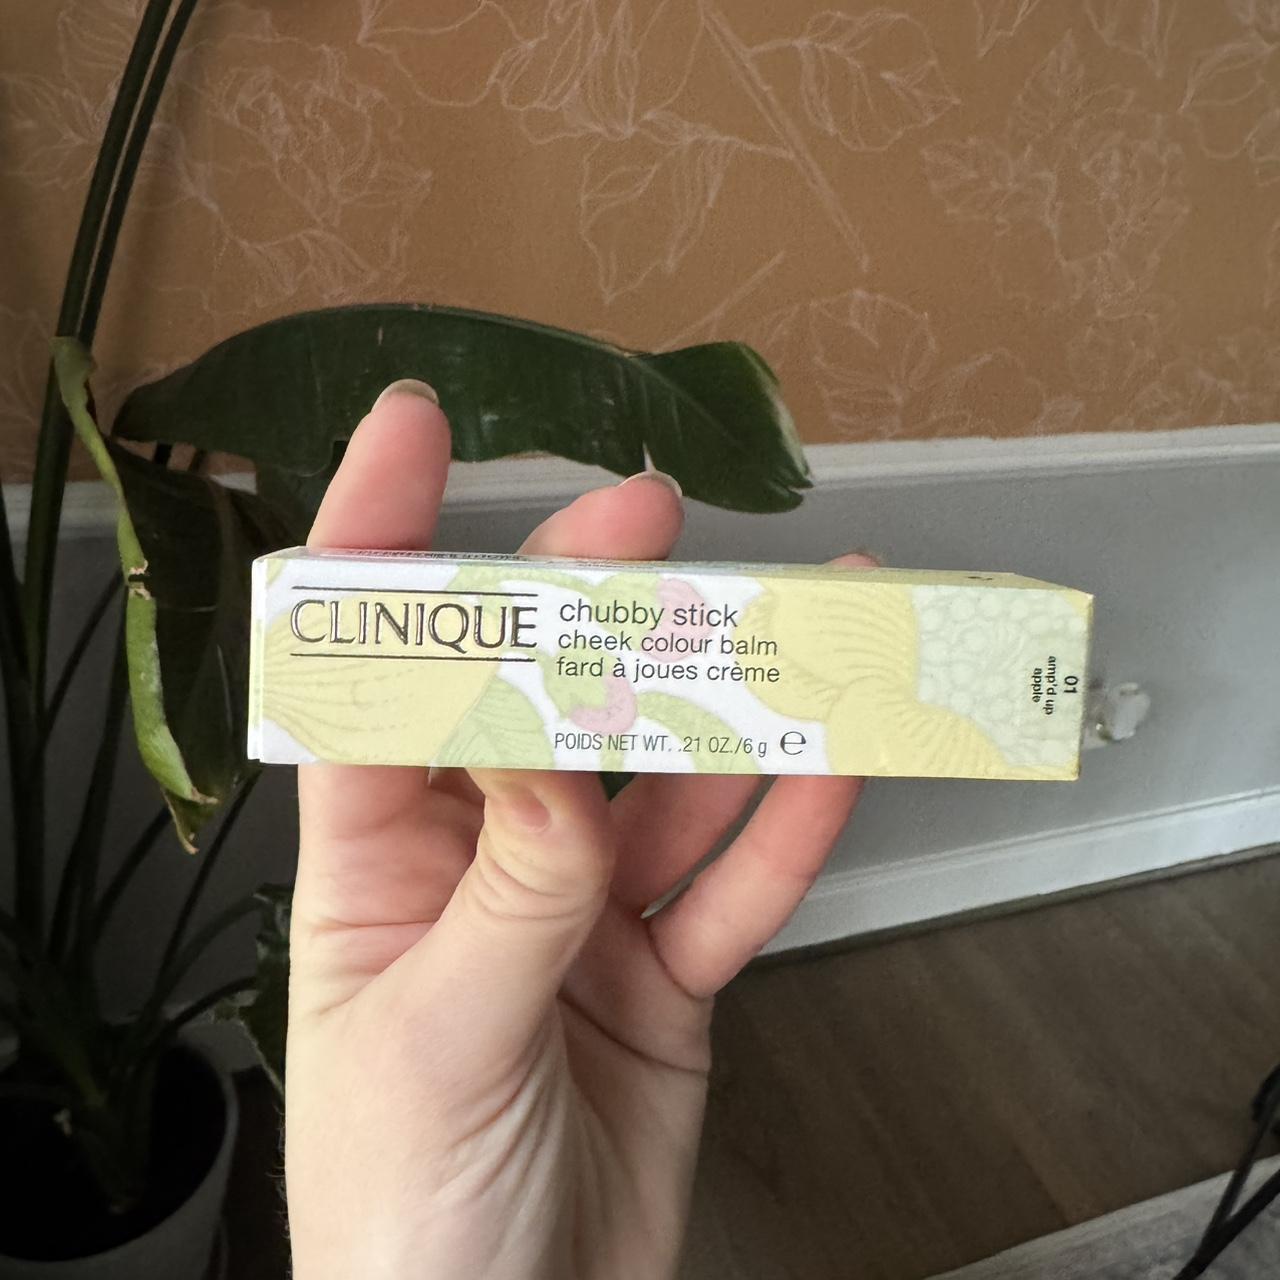 CLINIQUE
chubby stick
cheek colour balm
fard à joues crème
POIDS NET WT. .21 OZ./6 g ℮
01
amp'd up
apple